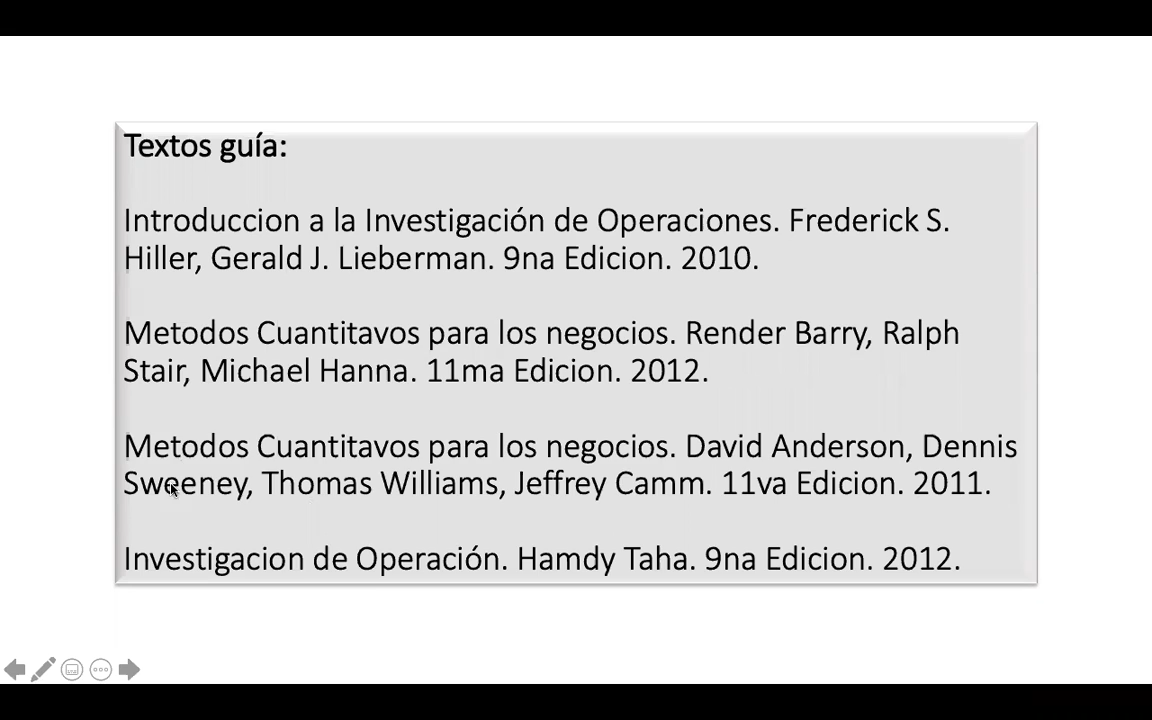 Textos guía:
Introduccion a la Investigación de Operaciones. Frederick S.
Hiller, Gerald J. Lieberman. 9na Edicion. 2010.
Metodos Cuantitavos para los negocios. Render Barry, Ralph
Stair, Michael Hanna. 11ma Edicion. 2012.
Metodos Cuantitavos para los negocios. David Anderson, Dennis
Sweeney, Thomas Williams, Jeffrey Camm. 11va Edicion. 2011.
Investigacion de Operación. Hamdy Taha. 9na Edicion. 2012.